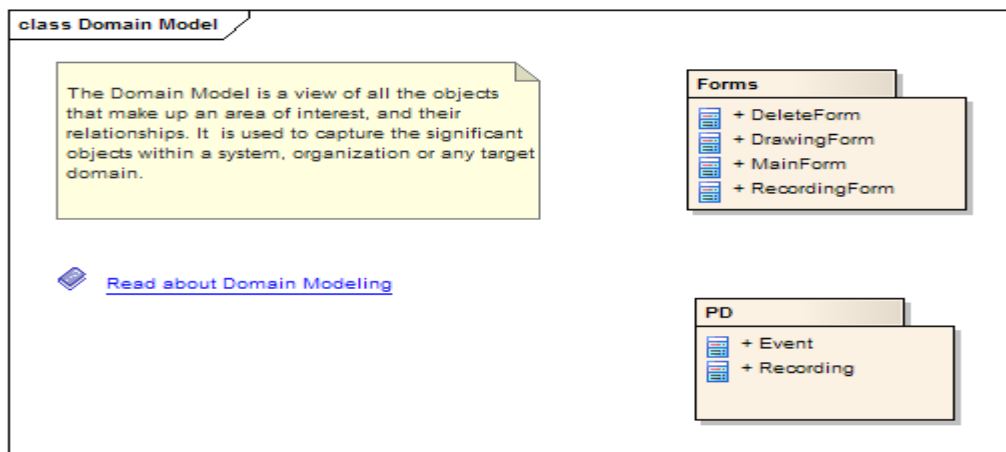 class Domain Model
The Domain Model is a view of all the objects
that make up an area of interest, and their
relationships. It is used to capture the significant
objects within a system, organization or any target
domain.
Read about Domain Modeling
Forms
+ DeleteForm
+ DrawingForm
+ MainForm
+ RecordingForm
PD
+ Event
+ Recording